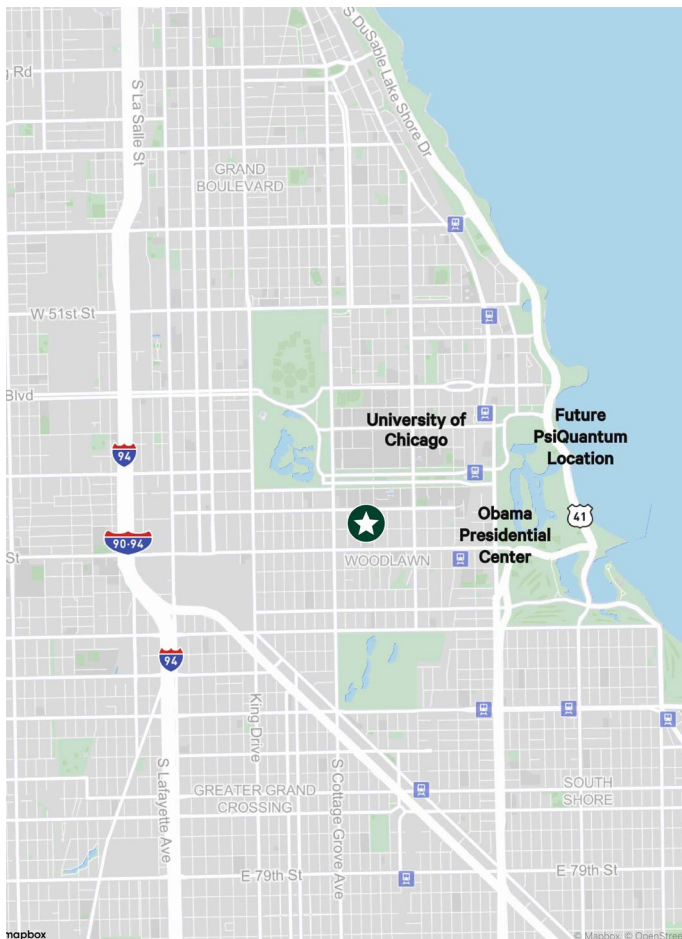 S DuSable Lake Shore Dr
Rd
S La Salle St
GRAND
BOULEVARD
W 51st St
Blvd
University of
Chicago
Future
PsiQuantum
Location
94
41
Obama
Presidential
Center
90-94
St
WOODLAWN
94
King Drive
S Lafayette Ave
S Cottage Grove Ave
GREATER GRAND
CROSSING
SOUTH
SHORE
E 79th St
E 79th St
mapbox
© Mapbox, © OpenStree